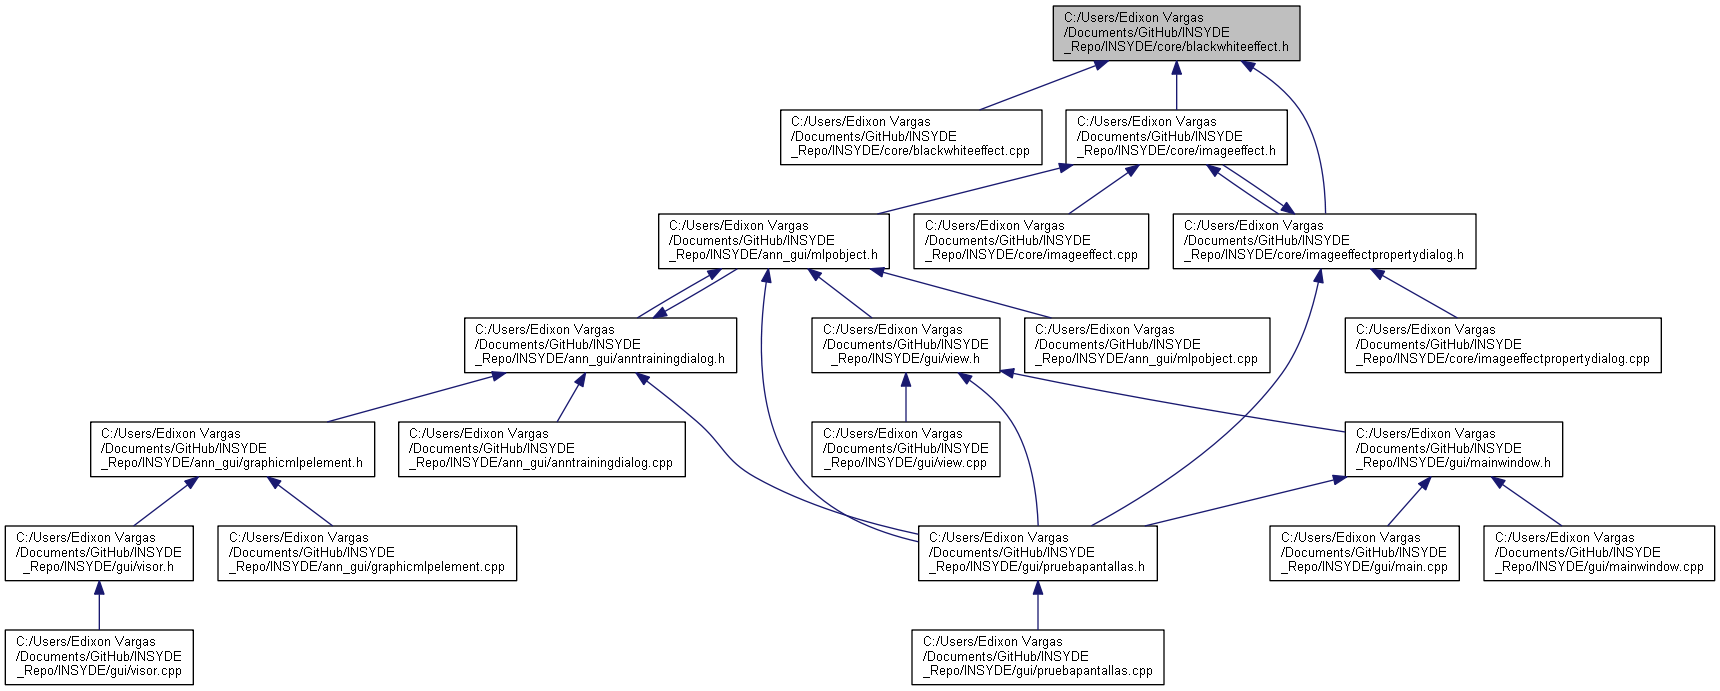 C:/Users/Edixon Vargas
/Documents/GitHub/INSYDE
_Repo/INSYDE/core/blackwhiteeffect.h
C:/Users/Edixon Vargas
/Documents/GitHub/INSYDE
_Repo/INSYDE/core/blackwhiteeffect.cpp
C:/Users/Edixon Vargas
/Documents/GitHub/INSYDE
_Repo/INSYDE/core/imageeffect.h
C:/Users/Edixon Vargas
/Documents/GitHub/INSYDE
_Repo/INSYDE/ann_gui/mlpobject.h
C:/Users/Edixon Vargas
/Documents/GitHub/INSYDE
_Repo/INSYDE/core/imageeffect.cpp
C:/Users/Edixon Vargas
/Documents/GitHub/INSYDE
_Repo/INSYDE/core/imageeffectpropertydialog.h
C:/Users/Edixon Vargas
/Documents/GitHub/INSYDE
_Repo/INSYDE/ann_gui/anntrainingdialog.h
C:/Users/Edixon Vargas
/Documents/GitHub/INSYDE
_Repo/INSYDE/gui/view.h
C:/Users/Edixon Vargas
/Documents/GitHub/INSYDE
_Repo/INSYDE/ann_gui/mlpobject.cpp
C:/Users/Edixon Vargas
/Documents/GitHub/INSYDE
_Repo/INSYDE/core/imageeffectpropertydialog.cpp
C:/Users/Edixon Vargas
/Documents/GitHub/INSYDE
_Repo/INSYDE/ann_gui/graphicmlpelement.h
C:/Users/Edixon Vargas
/Documents/GitHub/INSYDE
_Repo/INSYDE/ann_gui/anntrainingdialog.cpp
C:/Users/Edixon Vargas
/Documents/GitHub/INSYDE
_Repo/INSYDE/gui/view.cpp
C:/Users/Edixon Vargas
/Documents/GitHub/INSYDE
_Repo/INSYDE/gui/mainwindow.h
C:/Users/Edixon Vargas
/Documents/GitHub/INSYDE
_Repo/INSYDE/gui/visor.h
C:/Users/Edixon Vargas
/Documents/GitHub/INSYDE
_Repo/INSYDE/ann_gui/graphicmlpelement.cpp
C:/Users/Edixon Vargas
/Documents/GitHub/INSYDE
_Repo/INSYDE/gui/pruebapantallas.h
C:/Users/Edixon Vargas
/Documents/GitHub/INSYDE
_Repo/INSYDE/gui/main.cpp
C:/Users/Edixon Vargas
/Documents/GitHub/INSYDE
_Repo/INSYDE/gui/mainwindow.cpp
C:/Users/Edixon Vargas
/Documents/GitHub/INSYDE
_Repo/INSYDE/gui/visor.cpp
C:/Users/Edixon Vargas
/Documents/GitHub/INSYDE
_Repo/INSYDE/gui/pruebapantallas.cpp